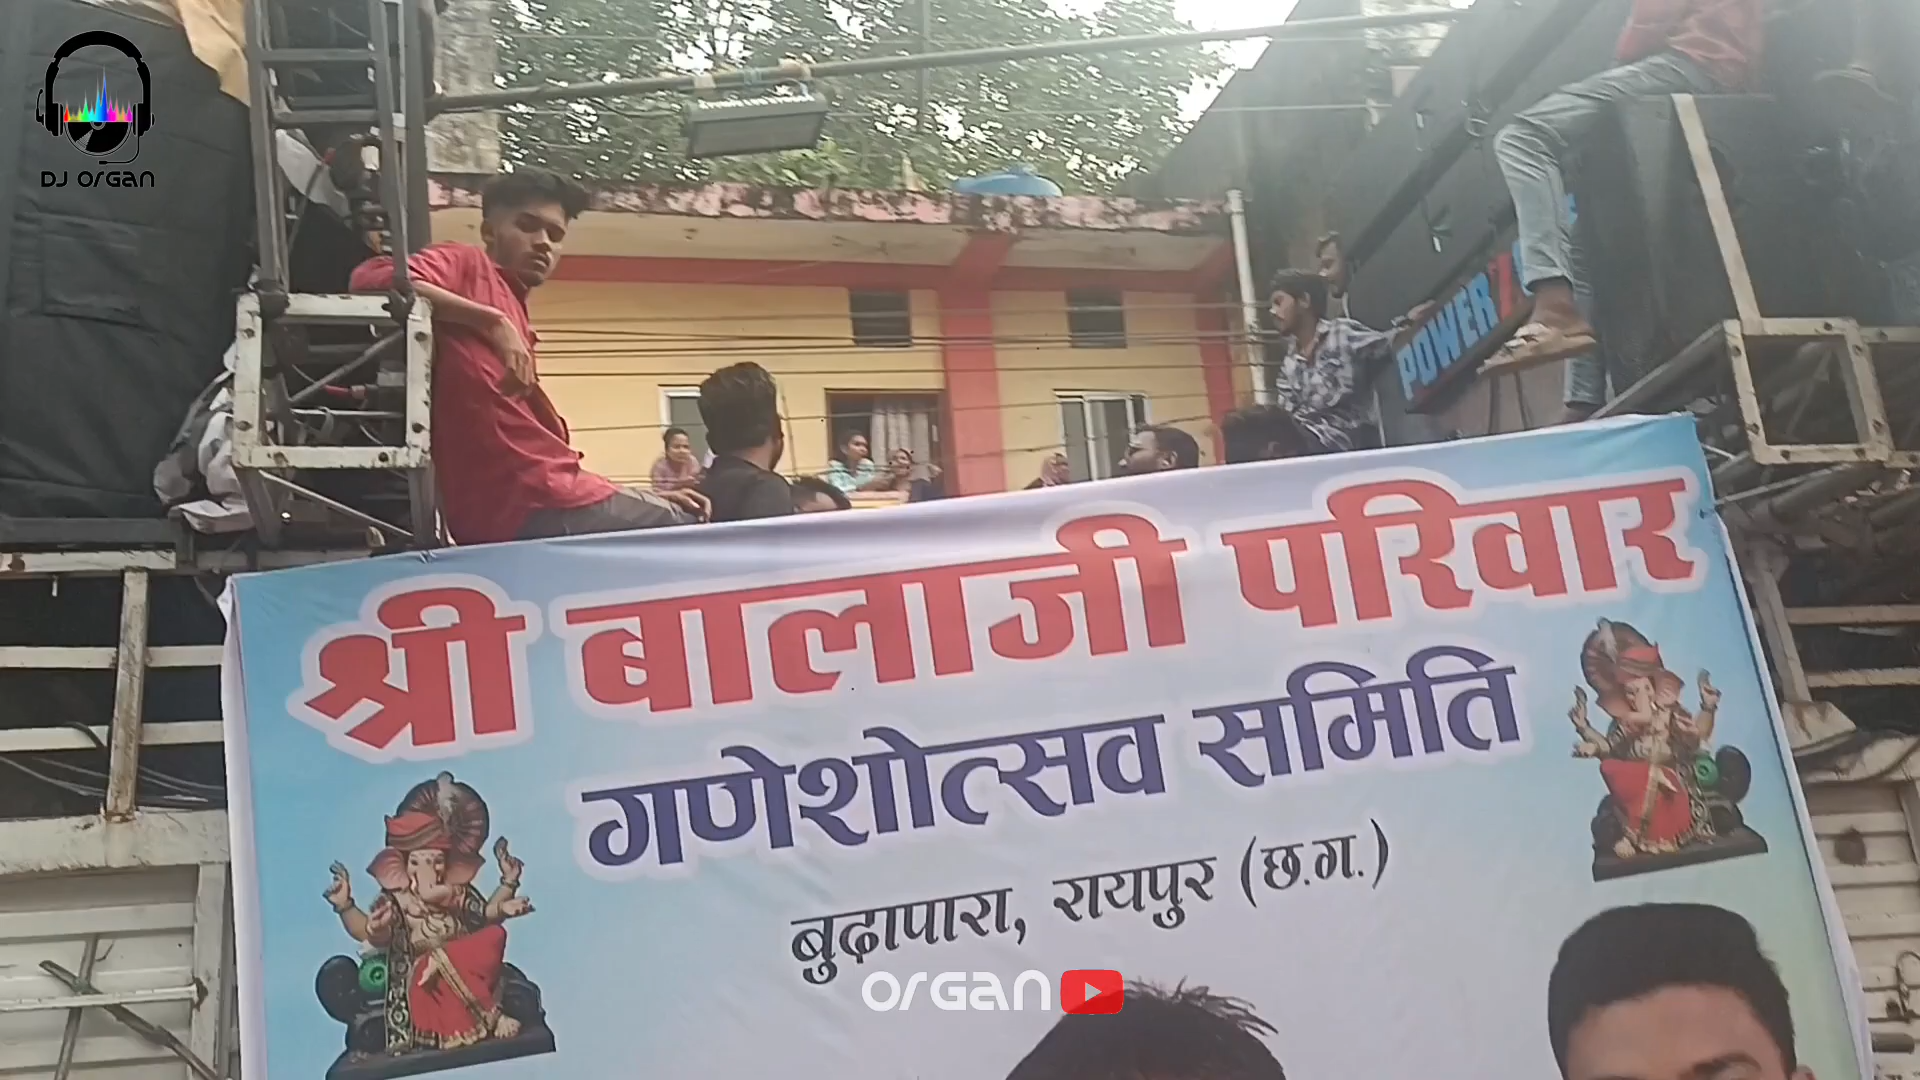 DJ Organ
POWER
श्री बालाजी परिवार
गणेशोत्सव समिति
बुढ़ापारा, रायपुर (छ.ग.)
organ